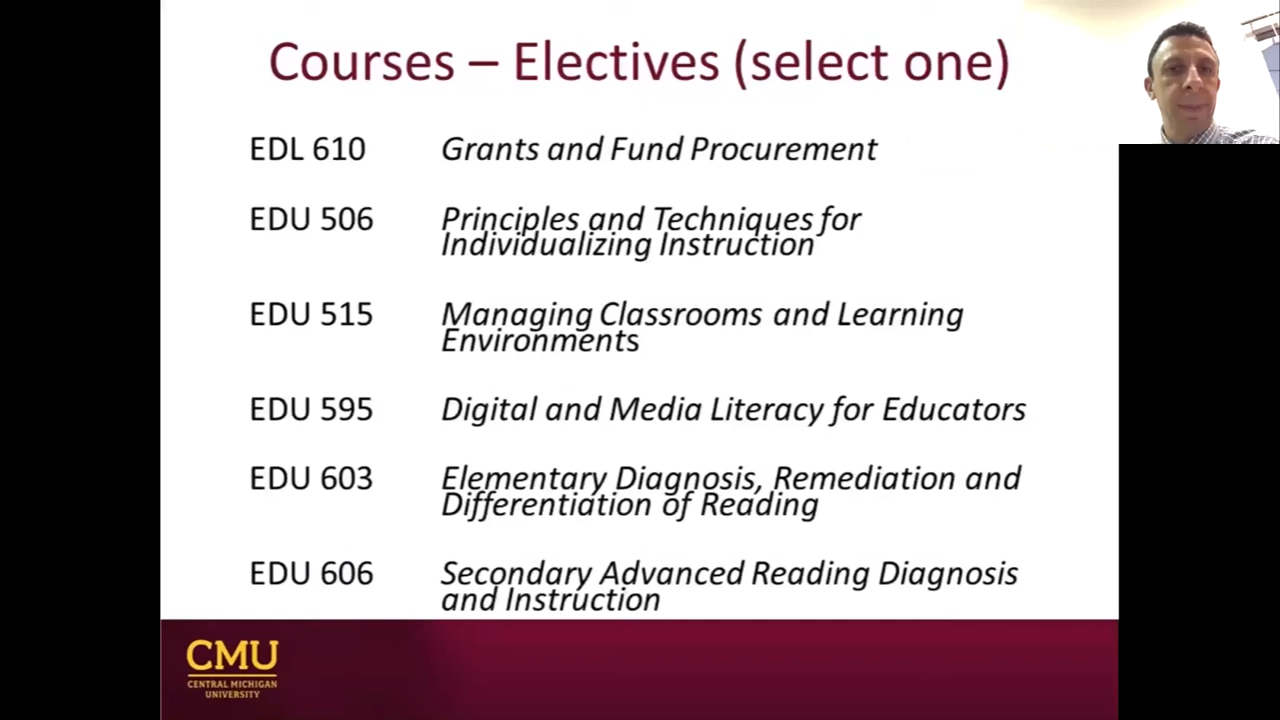 Courses – Electives (select one)
EDL 610 Grants and Fund Procurement
EDU 506 Principles and Techniques for
Individualizing Instruction
EDU 515 Managing Classrooms and Learning
Environments
EDU 595 Digital and Media Literacy for Educators
EDU 603 Elementary Diagnosis, Remediation and
Differentiation of Reading
EDU 606 Secondary Advanced Reading Diagnosis
and Instruction
CMU
CENTRAL MICHIGAN
UNIVERSITY